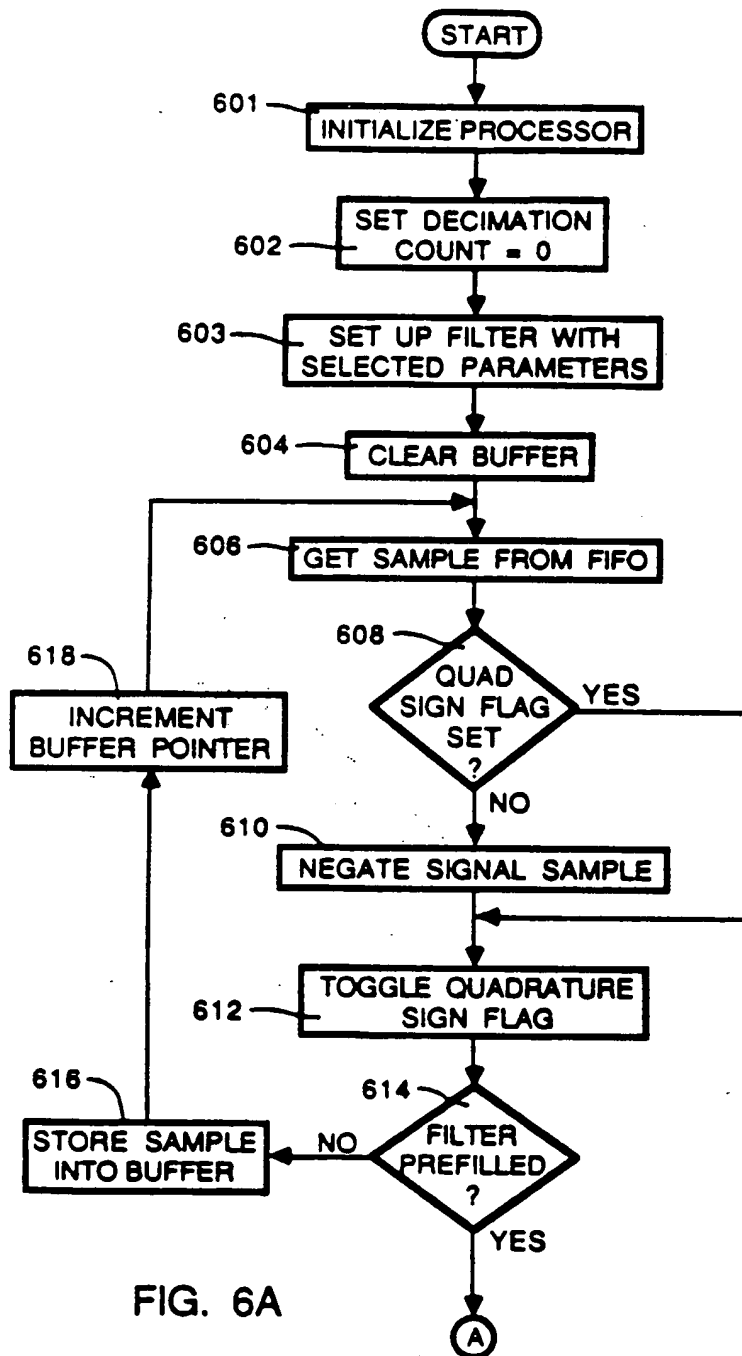 START
601
INITIALIZE PROCESSOR
SET DECIMATION
COUNT = 0
602
603
SET UP FILTER WITH
SELECTED PARAMETERS
604
CLEAR BUFFER
606
GET SAMPLE FROM FIFO
608
QUAD
SIGN FLAG
SET
?
YES
NO
618
INCREMENT
BUFFER POINTER
610
NEGATE SIGNAL SAMPLE
612
TOGGLE QUADRATURE
SIGN FLAG
614
FILTER
PREFILLED
?
NO
YES
616
STORE SAMPLE
INTO BUFFER
FIG. 6A
A